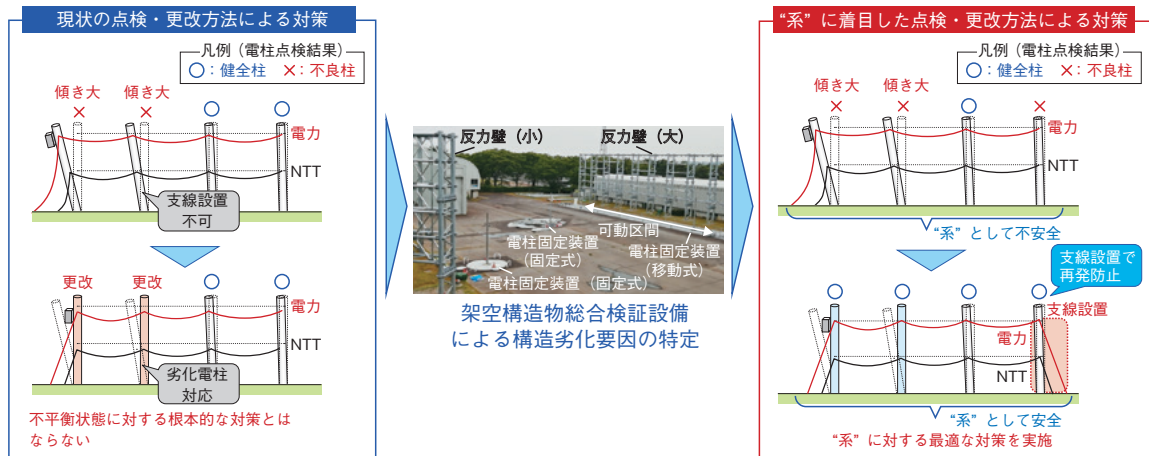 現状の点検・更改方法による対策
凡例（電柱点検結果）
○：健全柱　×：不良柱
傾き大
傾き大
×
×
○
○
電力
NTT
支線設置
不可
更改
更改
○
○
電力
NTT
劣化電柱
対応
不平衡状態に対する根本的な対策とは
ならない
反力壁（小）
反力壁（大）
可動区間
電柱固定装置
（固定式）
電柱固定装置
（移動式）
電柱固定装置（固定式）
架空構造物総合検証設備
による構造劣化要因の特定
“系”に着目した点検・更改方法による対策
凡例（電柱点検結果）
○：健全柱　×：不良柱
傾き大
傾き大
×
×
○
×
電力
NTT
“系”として不安全
支線設置で
再発防止
○
○
○
○
支線設置
電力
NTT
“系”として安全
“系”に対する最適な対策を実施